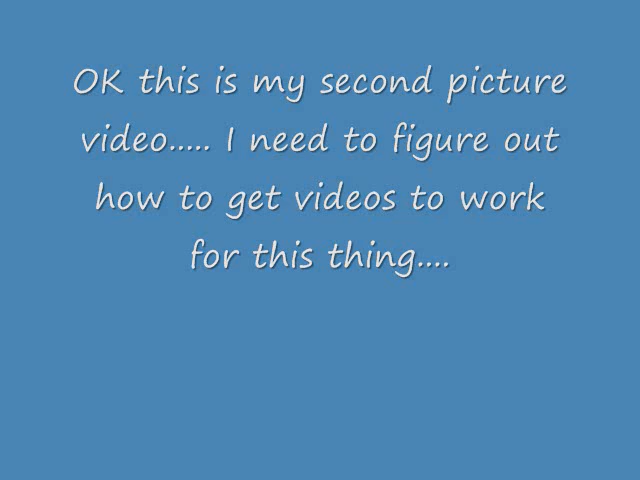 OK this is my second picture
video..... I need to figure out
how to get videos to work
for this thing....